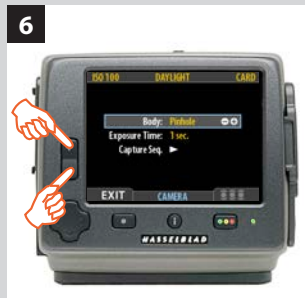 6
ISO 100 DAYLIGHT CARD
Body: Pinhole
Exposure Time: 1 sec.
Capture Seq.
EXIT CAMERA
HASSELBLAD